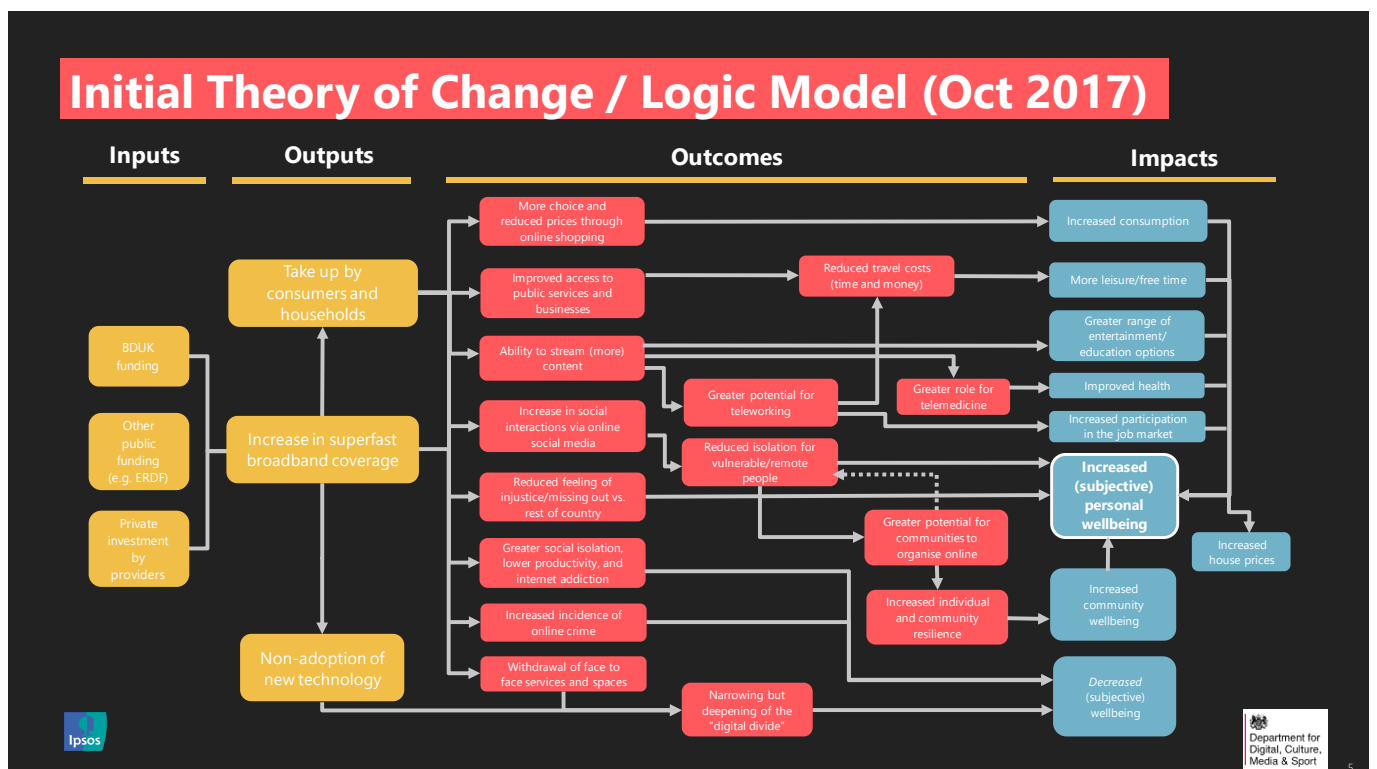 Initial Theory of Change / Logic Model (Oct 2017)
Inputs
Outputs
Outcomes
Impacts
BDUK
funding
Other
public
funding
(e.g. ERDF)
Private
investment
by
providers
Take up by
consumers and
households
Increase in superfast
broadband coverage
Non-adoption of
new technology
More choice and
reduced prices through
online shopping
Improved access to
public services and
businesses
Ability to stream (more)
content
Increase in social
interactions via online
social media
Reduced feeling of
injustice/missing out vs.
rest of country
Greater social isolation,
lower productivity, and
internet addiction
Increased incidence of
online crime
Withdrawal of face to
face services and spaces
Reduced travel costs
(time and money)
Greater potential for
teleworking
Greater role for
telemedicine
Reduced isolation for
vulnerable/remote
people
Greater potential for
communities to
organise online
Increased individual
and community
resilience
Narrowing but
deepening of the
"digital divide"
Increased consumption
More leisure/free time
Greater range of
entertainment/
education options
Improved health
Increased participation
in the job market
Increased
(subjective)
personal
wellbeing
Increased
house prices
Increased
community
wellbeing
Decreased
(subjective)
wellbeing
Ipsos
Department for
Digital, Culture,
Media & Sport
5